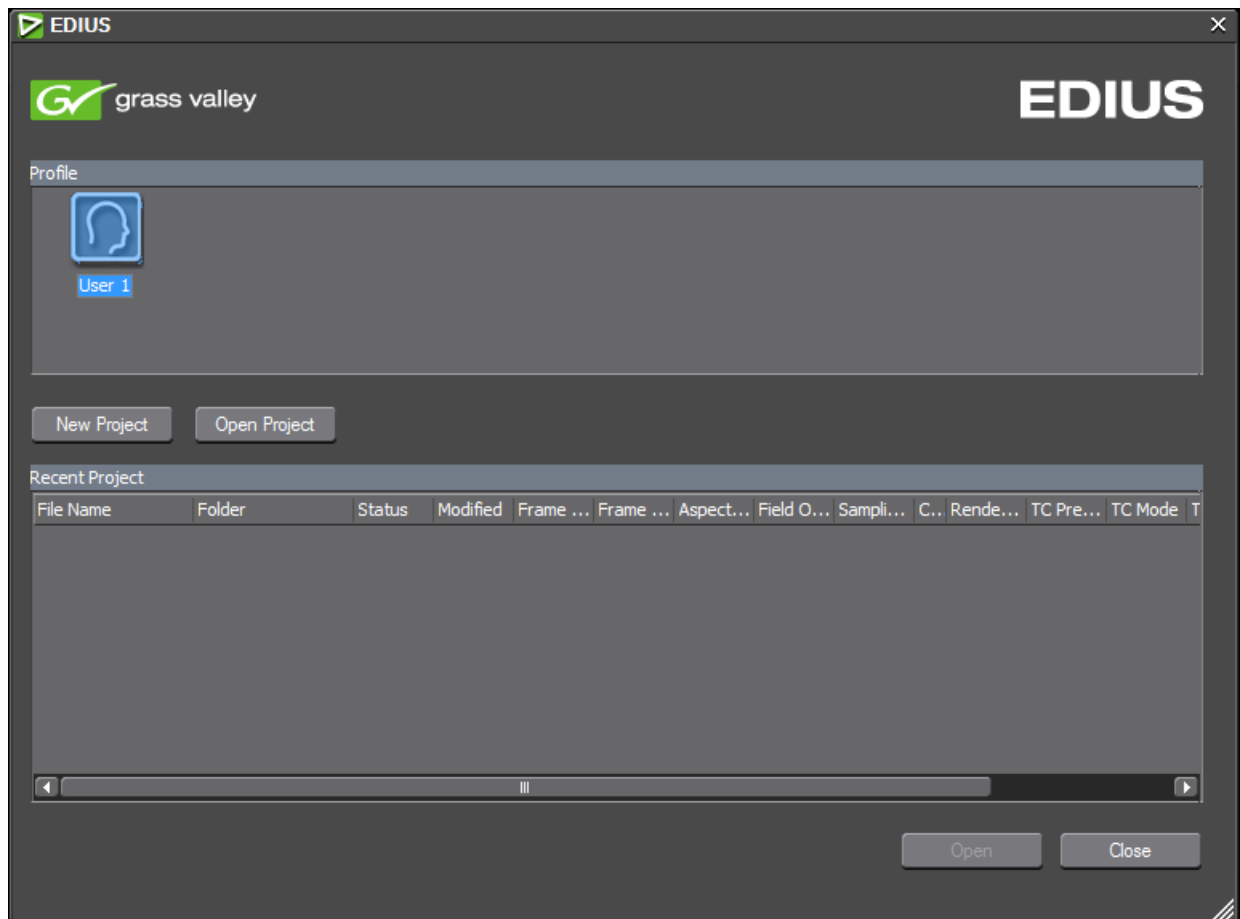 EDIUS
GV grass valley
EDIUS
Profile
User 1
New Project Open Project
Recent Project
File Name Folder Status Modified Frame ... Frame ... Aspect... Field O... Sampli... C.. Rende... TC Pre... TC Mode T
Open Close